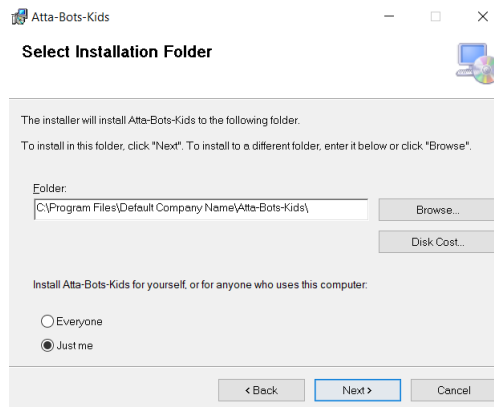 Atta-Bots-Kids
Select Installation Folder
The installer will install Atta-Bots-Kids to the following folder.
To install in this folder, click "Next". To install to a different folder, enter it below or click "Browse".
Folder:
C:\Program Files\Default Company Name\Atta-Bots-Kids\
Browse...
Disk Cost...
Install Atta-Bots-Kids for yourself, or for anyone who uses this computer:
Everyone
Just me
< Back
Next >
Cancel